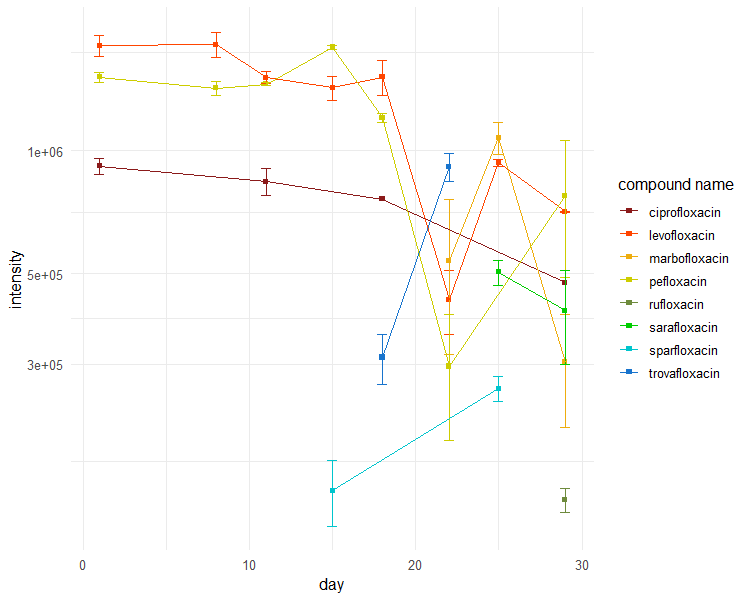 intensity
1e+06
5e+05
3e+05
0
10
20
30
day
compound name
ciprofloxacin
levofloxacin
marbofloxacin
pefloxacin
rufloxacin
sarafloxacin
sparfloxacin
trovafloxacin